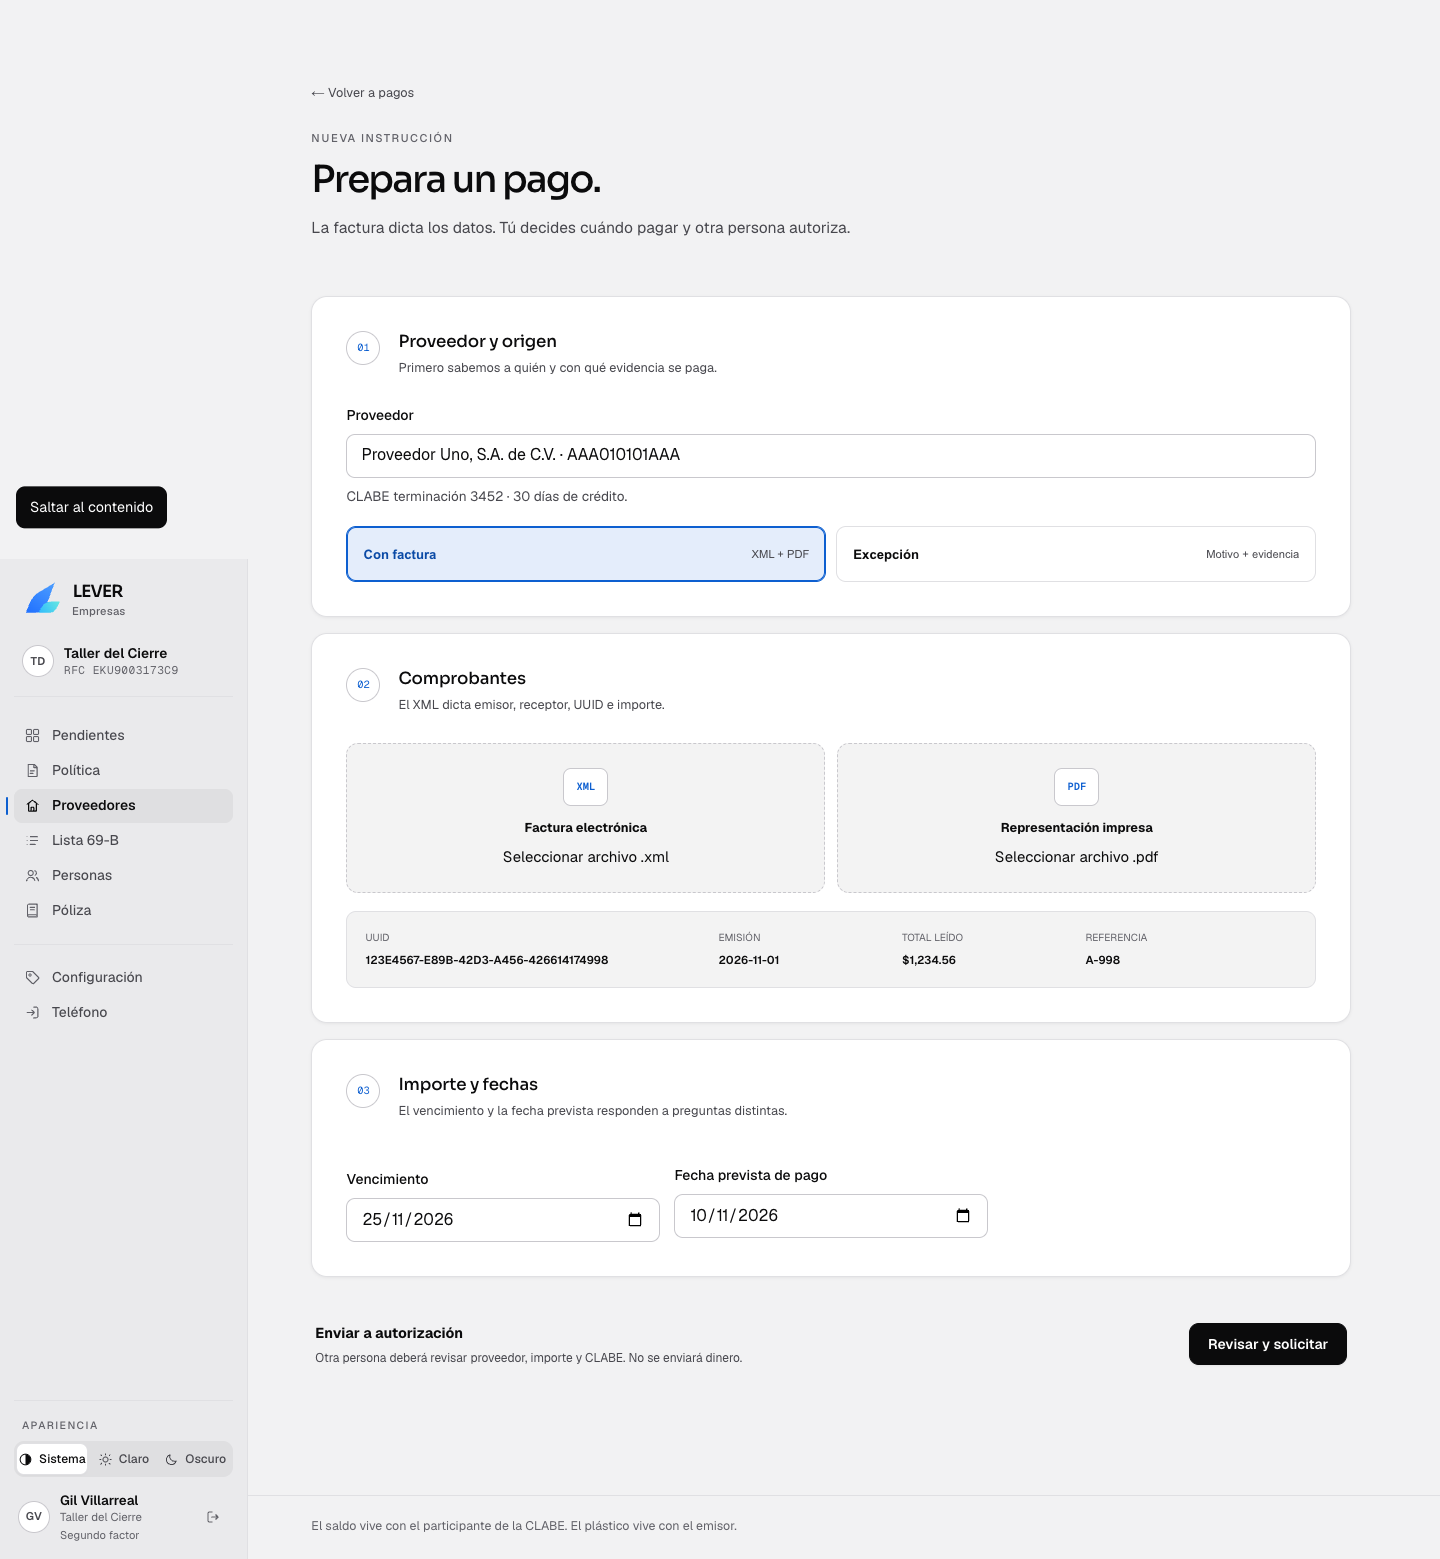 ← Volver a pagos
NUEVA INSTRUCCIÓN
Prepara un pago.
La factura dicta los datos. Tú decides cuándo pagar y otra persona autoriza.
01
Proveedor y origen
Primero sabemos a quién y con qué evidencia se paga.
Proveedor
Proveedor Uno, S.A. de C.V. · AAA010101AAA
CLABE terminación 3452 · 30 días de crédito.
Con factura XML + PDF
Excepción Motivo + evidencia
02
Comprobantes
El XML dicta emisor, receptor, UUID e importe.
XML
Factura electrónica
Seleccionar archivo .xml
PDF
Representación impresa
Seleccionar archivo .pdf
UUID EMISIÓN TOTAL LEÍDO REFERENCIA
123E4567-E89B-42D3-A456-426614174998 2026-11-01 $1,234.56 A-998
03
Importe y fechas
El vencimiento y la fecha prevista responden a preguntas distintas.
Vencimiento
25/11/2026
Fecha prevista de pago
10/11/2026
Enviar a autorización
Otra persona deberá revisar proveedor, importe y CLABE. No se enviará dinero.
Revisar y solicitar
El saldo vive con el participante de la CLABE. El plástico vive con el emisor.
Saltar al contenido
LEVER
Empresas
TD
Taller del Cierre
RFC EKU9003173C9
Pendientes
Política
Proveedores
Lista 69-B
Personas
Póliza
Configuración
Teléfono
APARIENCIA
Sistema Claro Oscuro
GV
Gil Villarreal
Taller del Cierre
Segundo factor